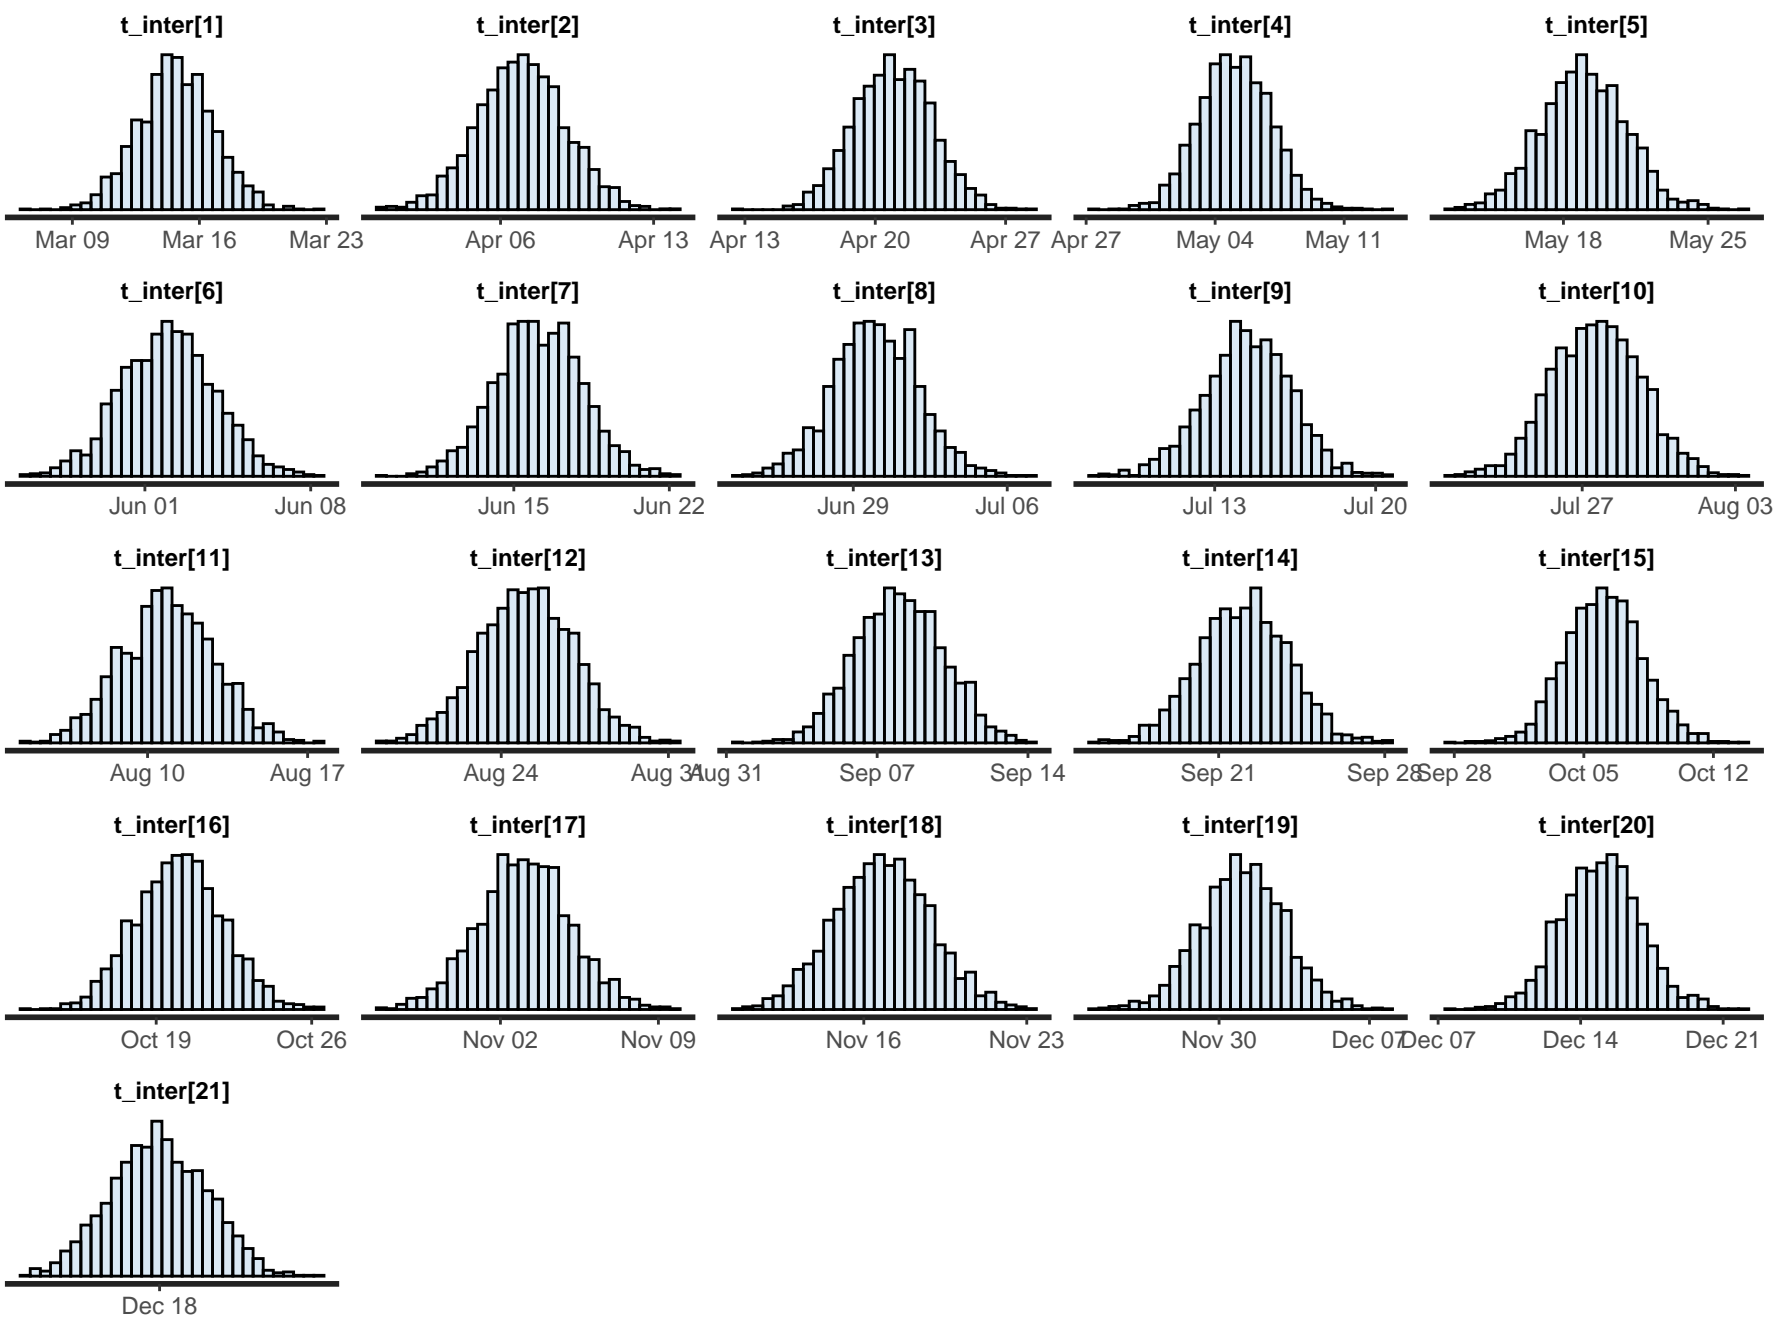 t_inter[1] t_inter[2] t_inter[3] t_inter[4] t_inter[5]
Mar 09 Mar 16 Mar 23 Apr 06 Apr 13 Apr 13 Apr 20 Apr 27 Apr 27 May 04 May 11 May 18 May 25
t_inter[6] t_inter[7] t_inter[8] t_inter[9] t_inter[10]
Jun 01 Jun 08 Jun 15 Jun 22 Jun 29 Jul 06 Jul 13 Jul 20 Jul 27 Aug 03
t_inter[11] t_inter[12] t_inter[13] t_inter[14] t_inter[15]
Aug 10 Aug 17 Aug 24 Aug 31 Aug 31 Sep 07 Sep 14 Sep 21 Sep 28 Sep 28 Oct 05 Oct 12
t_inter[16] t_inter[17] t_inter[18] t_inter[19] t_inter[20]
Oct 19 Oct 26 Nov 02 Nov 09 Nov 16 Nov 23 Nov 30 Dec 07 Dec 07 Dec 14 Dec 21
t_inter[21]
Dec 18